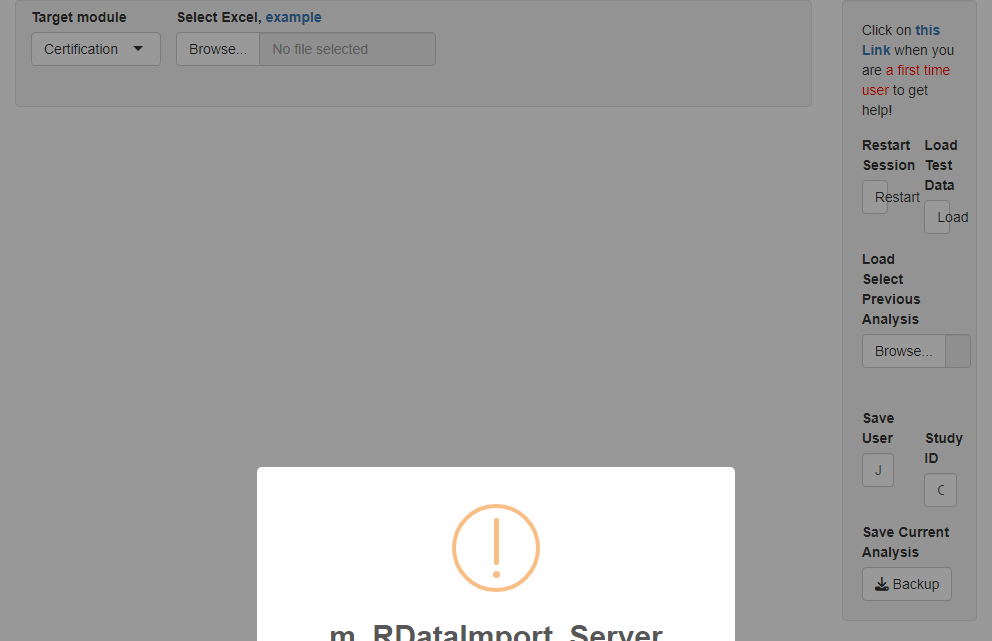 Target module
Select Excel, example
Certification
Browse...
No file selected
Click on this
Link when you
are a first time
user to get
help!
Restart
Session
Restart
Load
Test
Data
Load
Load
Select
Previous
Analysis
Browse...
Save
User
J
Study
ID
C
Save Current
Analysis
Backup
m_RDataImport_Server